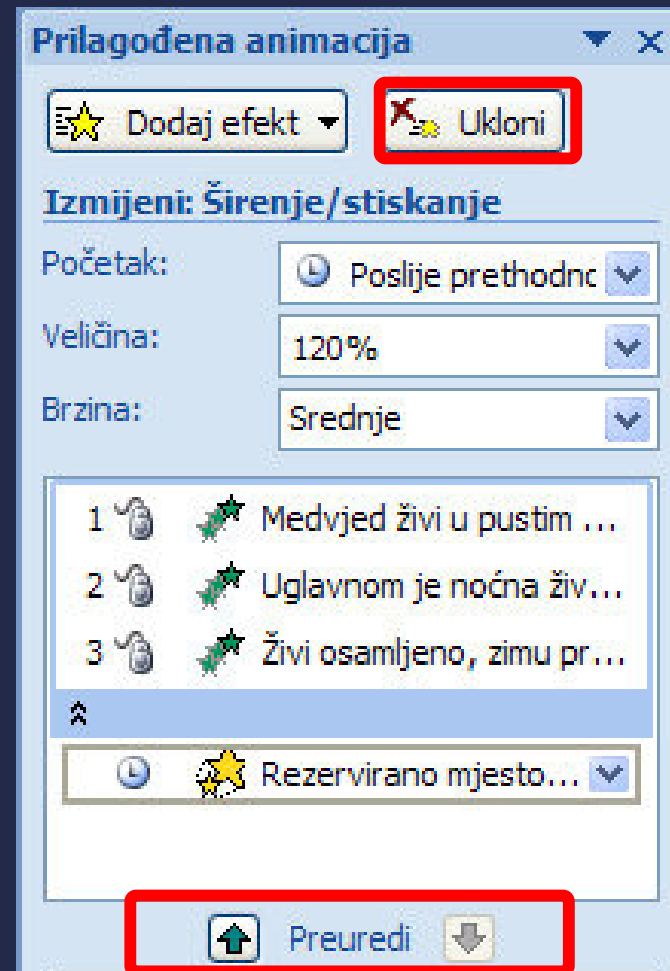 Prilagođena animacija
Dodaj efekt Ukloni
Izmijeni: Širenje/stiskanje
Početak: Poslije prethodnc
Veličina: 120%
Brzina: Srednje
1 Medvjed živi u pustim ...
2 Uglavnom je noćna živ...
3 Živi osamljeno, zimu pr...
Rezervirano mjesto...
Preuredi